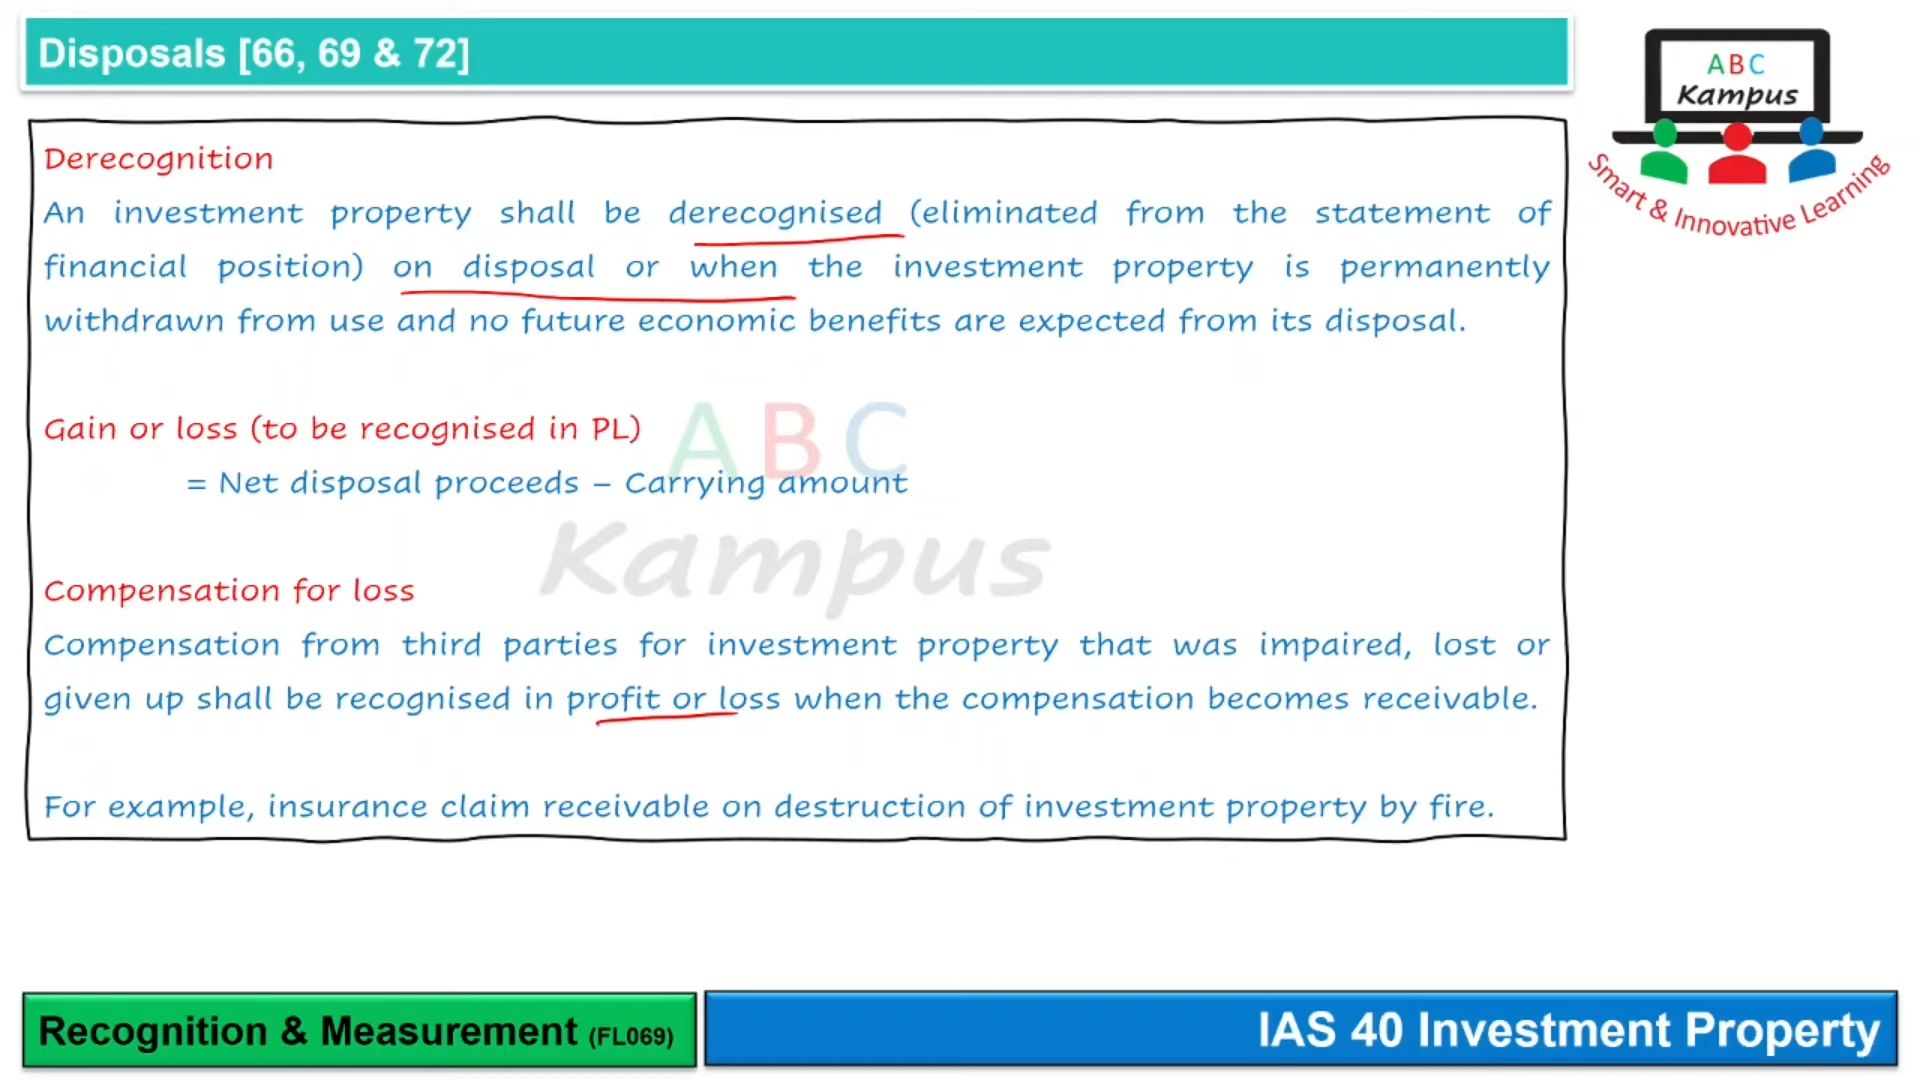 Disposals [66, 69 & 72]
ABC
Kampus
Smart & Innovative Learning
Derecognition
An investment property shall be derecognised (eliminated from the statement of
financial position) on disposal or when the investment property is permanently
withdrawn from use and no future economic benefits are expected from its disposal.
Gain or loss (to be recognised in PL)
= Net disposal proceeds – Carrying amount
ABC
Kampus
Compensation for loss
Compensation from third parties for investment property that was impaired, lost or
given up shall be recognised in profit or loss when the compensation becomes receivable.
For example, insurance claim receivable on destruction of investment property by fire.
Recognition & Measurement (FL069)
IAS 40 Investment Property